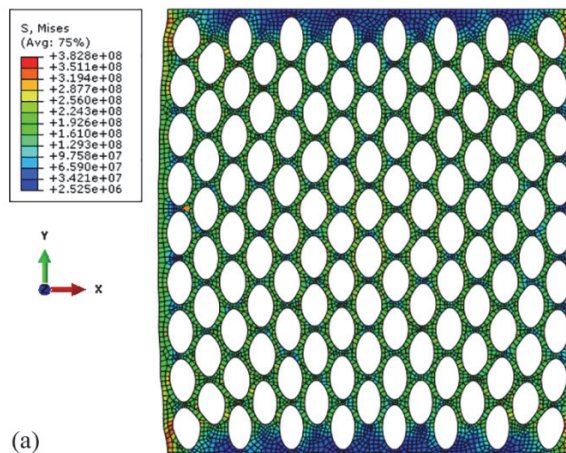 S, Mises
(Avg: 75%)
+3.828e+08
+3.511e+08
+3.194e+08
+2.877e+08
+2.560e+08
+2.243e+08
+1.926e+08
+1.610e+08
+1.293e+08
+9.758e+07
+6.590e+07
+3.421e+07
+2.525e+06
Y
X
(a)